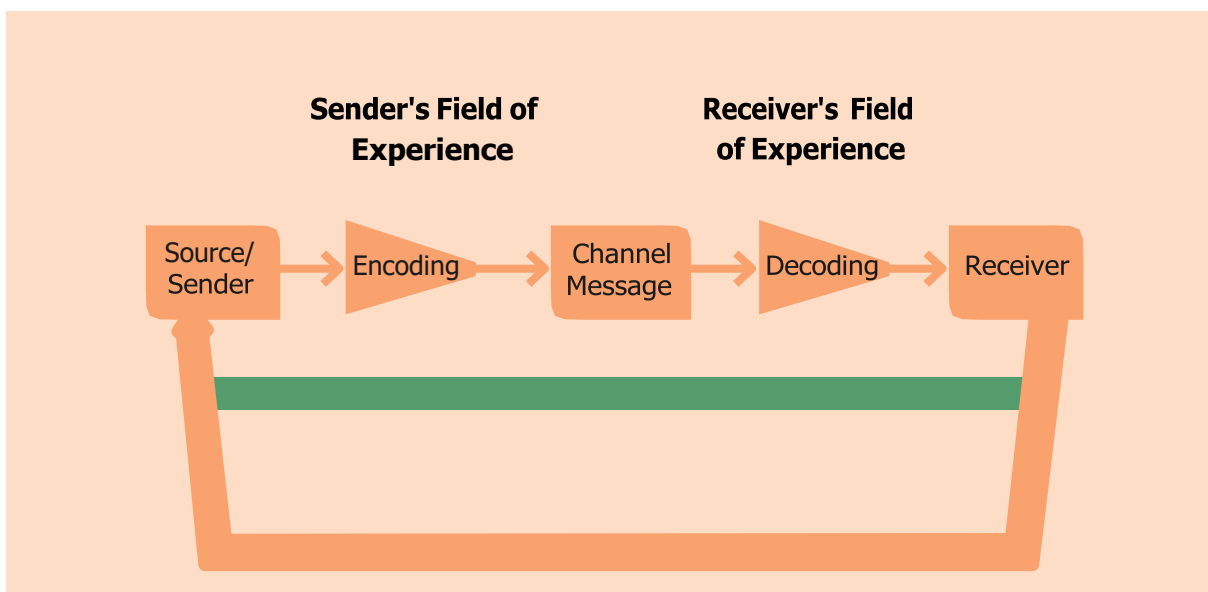 Sender's Field of
Experience
Receiver's Field
of Experience
Source/
Sender
Encoding
Channel
Message
Decoding
Receiver